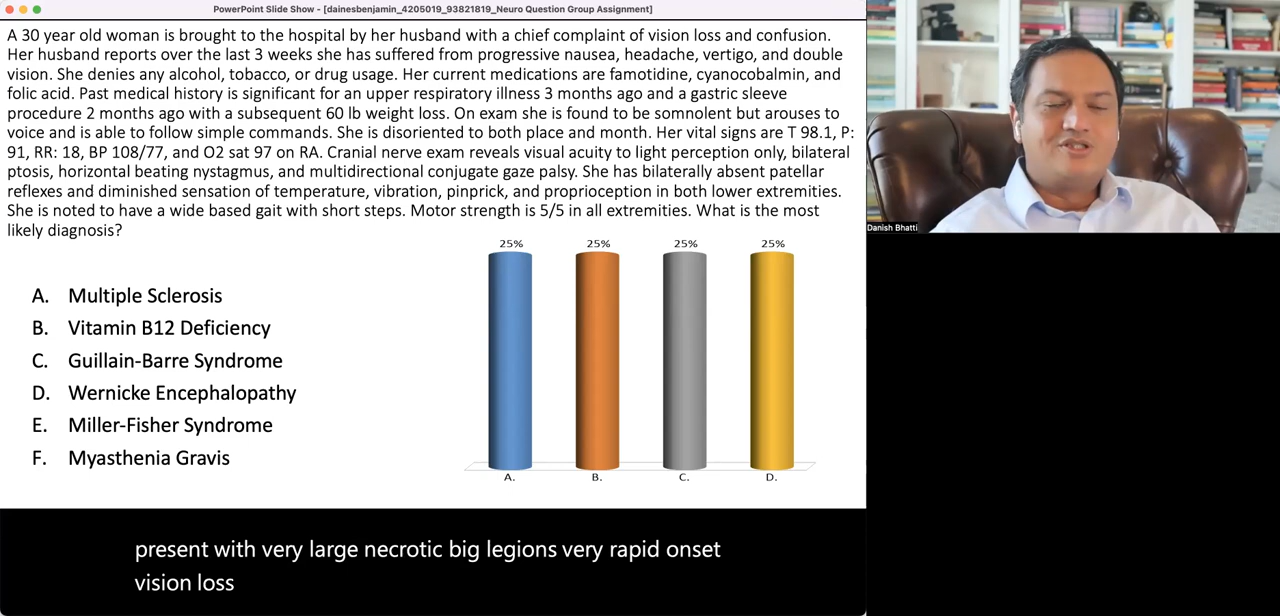 PowerPoint Slide Show - [dainesbenjamin_4205019_93821819_Neuro Question Group Assignment]
A 30 year old woman is brought to the hospital by her husband with a chief complaint of vision loss and confusion.
Her husband reports over the last 3 weeks she has suffered from progressive nausea, headache, vertigo, and double
vision. She denies any alcohol, tobacco, or drug usage. Her current medications are famotidine, cyanocobalmin, and
folic acid. Past medical history is significant for an upper respiratory illness 3 months ago and a gastric sleeve
procedure 2 months ago with a subsequent 60 lb weight loss. On exam she is found to be somnolent but arouses to
voice and is able to follow simple commands. She is disoriented to both place and month. Her vital signs are T 98.1, P:
91, RR: 18, BP 108/77, and O2 sat 97 on RA. Cranial nerve exam reveals visual acuity to light perception only, bilateral
ptosis, horizontal beating nystagmus, and multidirectional conjugate gaze palsy. She has bilaterally absent patellar
reflexes and diminished sensation of temperature, vibration, pinprick, and proprioception in both lower extremities.
She is noted to have a wide based gait with short steps. Motor strength is 5/5 in all extremities. What is the most
likely diagnosis?
A. Multiple Sclerosis
B. Vitamin B12 Deficiency
C. Guillain-Barre Syndrome
D. Wernicke Encephalopathy
E. Miller-Fisher Syndrome
F. Myasthenia Gravis
25% 25% 25% 25%
A. B. C. D.
Danish Bhatti
present with very large necrotic big legions very rapid onset
vision loss